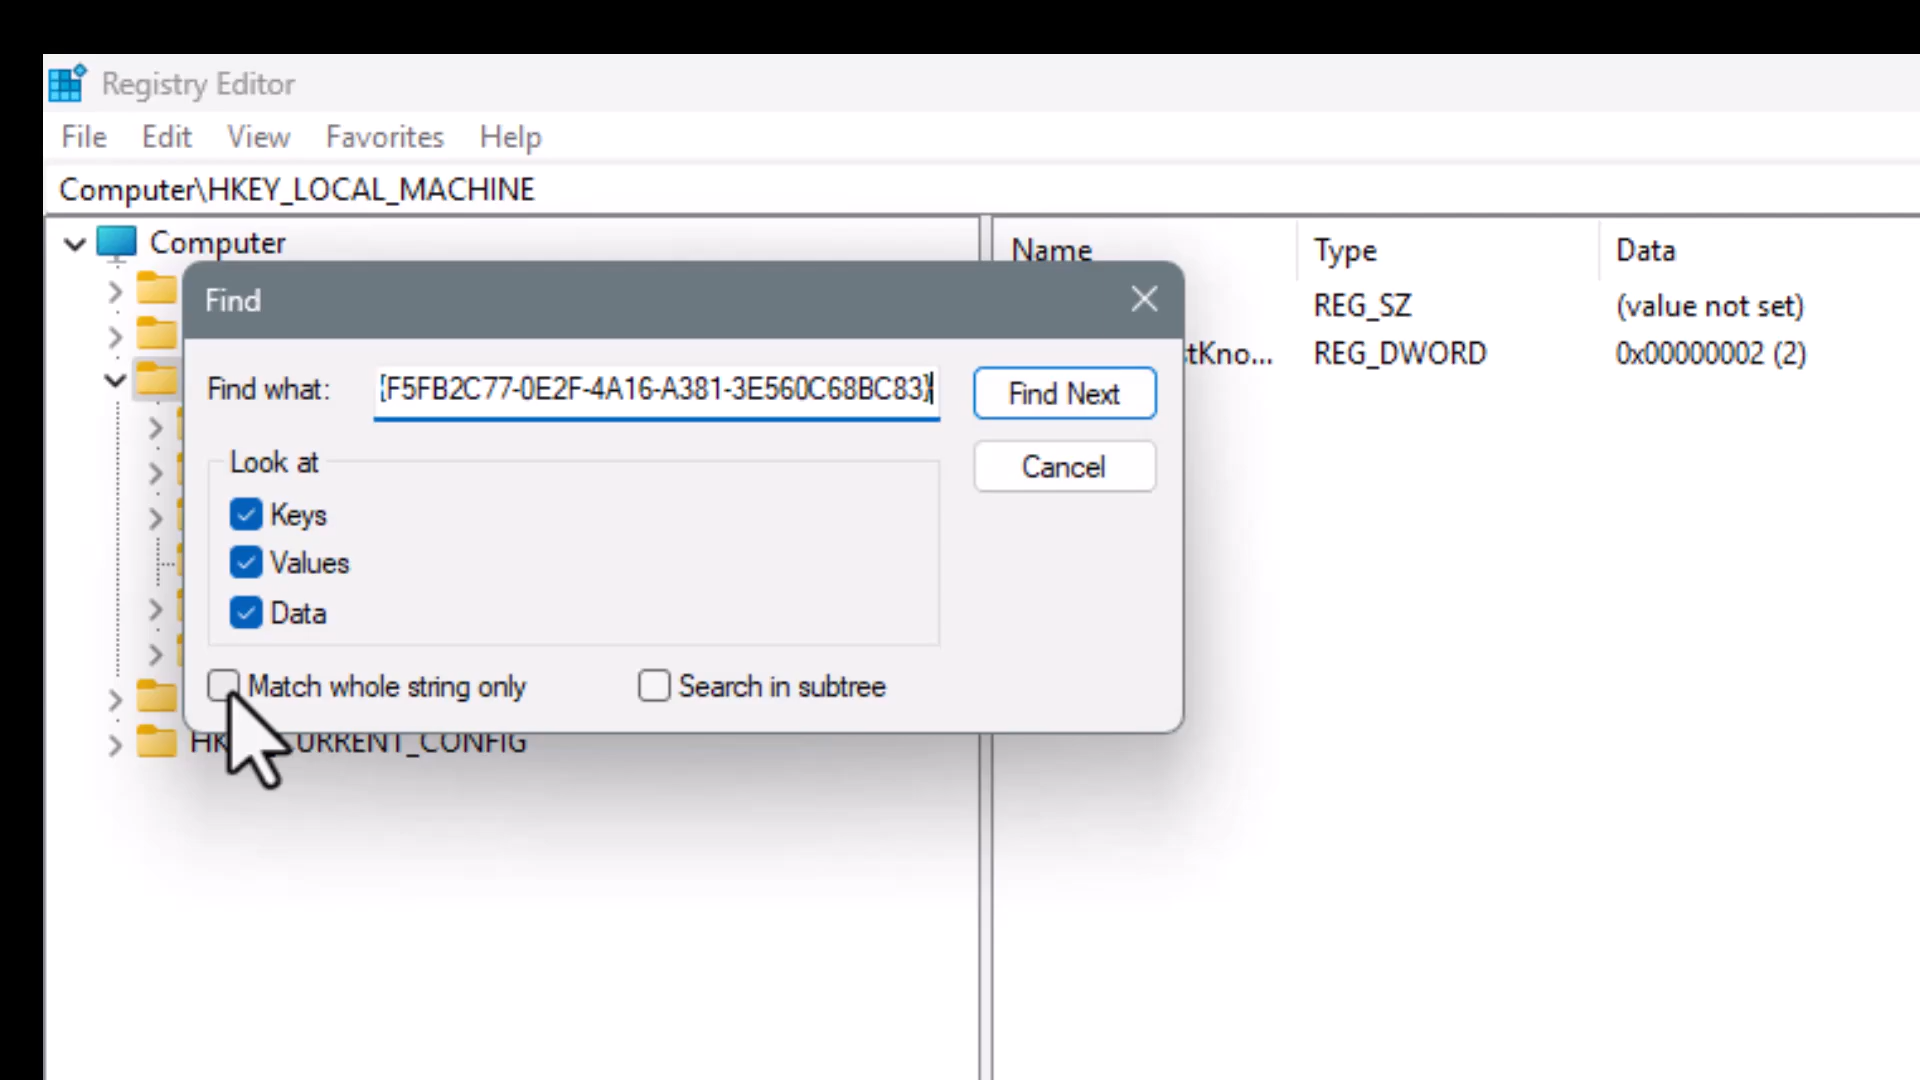 Registry Editor
File Edit View Favorites Help
Computer\HKEY_LOCAL_MACHINE
Computer
Name Type Data
REG_SZ (value not set)
tKno... REG_DWORD 0x00000002 (2)
Find
Find what: {F5FB2C77-0E2F-4A16-A381-3E560C68BC83} Find Next
Cancel
Look at
Keys
Values
Data
Match whole string only Search in subtree
HK URRENT_CONFIG